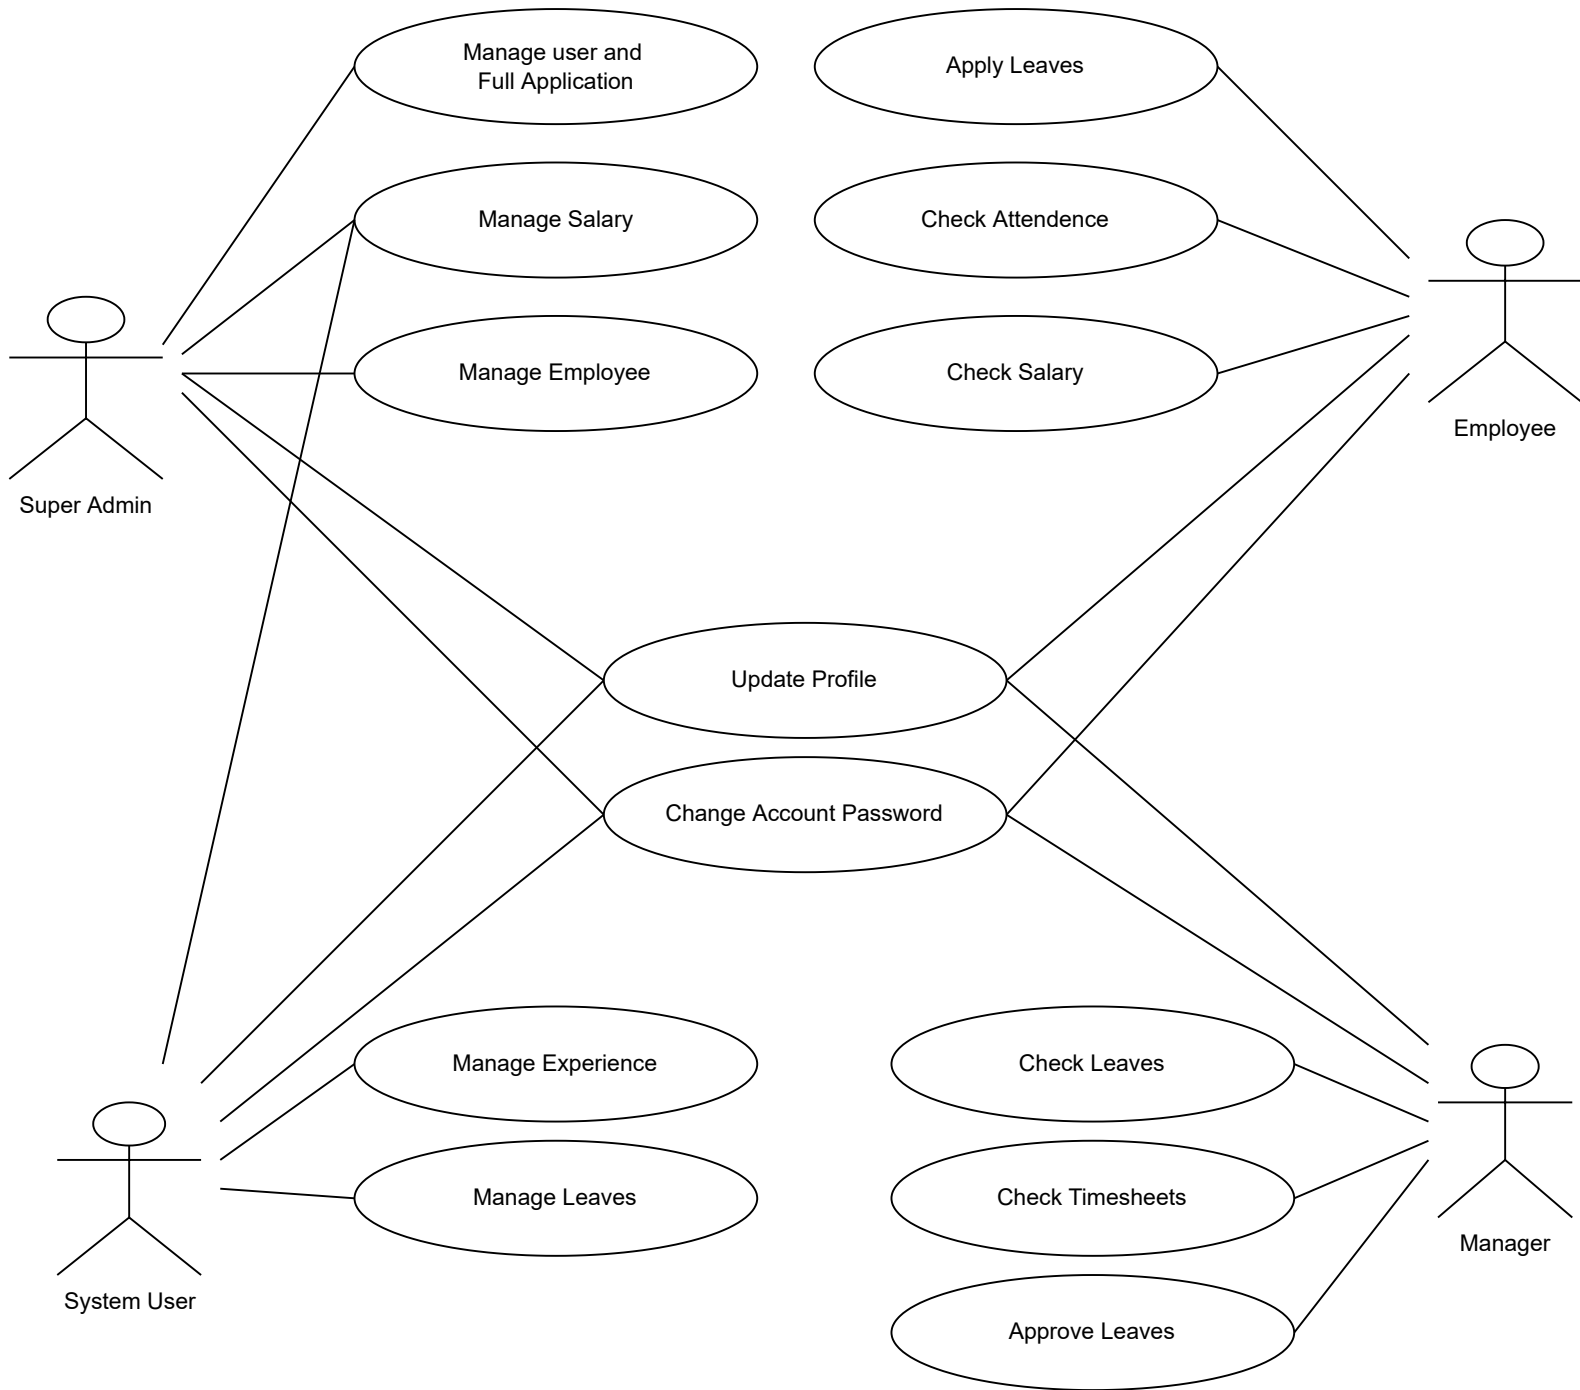 Manage user and
Full Application
Apply Leaves
Manage Salary
Check Attendence
Manage Employee
Check Salary
Employee
Super Admin
Update Profile
Change Account Password
Manage Experience
Check Leaves
Manage Leaves
Check Timesheets
Manager
System User
Approve Leaves